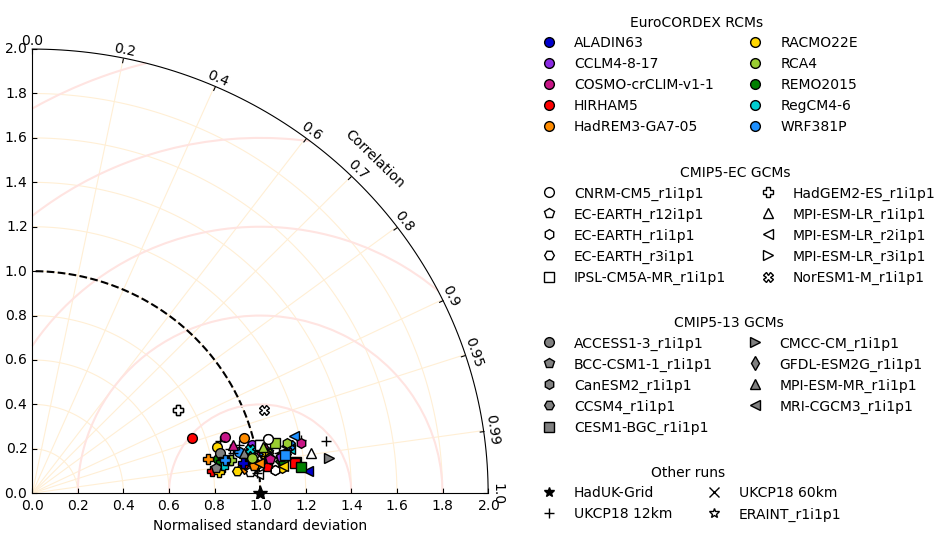 0.0
0.2
0.4
0.6
0.7
0.8
0.9
0.95
0.99
1.0
Correlation
2.0
1.8
1.6
1.4
1.2
1.0
0.8
0.6
0.4
0.2
0.0
0.0 0.2 0.4 0.6 0.8 1.0 1.2 1.4 1.6 1.8 2.0
Normalised standard deviation
EuroCORDEX RCMs
ALADIN63
CCLM4-8-17
COSMO-crCLIM-v1-1
HIRHAM5
HadREM3-GA7-05
RACMO22E
RCA4
REMO2015
RegCM4-6
WRF381P
CMIP5-EC GCMs
CNRM-CM5_r1i1p1
EC-EARTH_r12i1p1
EC-EARTH_r1i1p1
EC-EARTH_r3i1p1
IPSL-CM5A-MR_r1i1p1
HadGEM2-ES_r1i1p1
MPI-ESM-LR_r1i1p1
MPI-ESM-LR_r2i1p1
MPI-ESM-LR_r3i1p1
NorESM1-M_r1i1p1
CMIP5-13 GCMs
ACCESS1-3_r1i1p1
BCC-CSM1-1_r1i1p1
CanESM2_r1i1p1
CCSM4_r1i1p1
CESM1-BGC_r1i1p1
CMCC-CM_r1i1p1
GFDL-ESM2G_r1i1p1
MPI-ESM-MR_r1i1p1
MRI-CGCM3_r1i1p1
Other runs
HadUK-Grid
UKCP18 12km
UKCP18 60km
ERAINT_r1i1p1